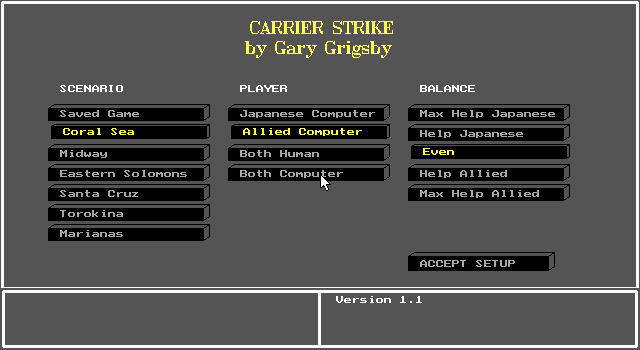 CARRIER STRIKE
by Gary Grigsby
SCENARIO
Saved Game
Coral Sea
Midway
Eastern Solomons
Santa Cruz
Torokina
Marianas
PLAYER
Japanese Computer
Allied Computer
Both Human
Both Computer
BALANCE
Max Help Japanese
Help Japanese
Even
Help Allied
Max Help Allied
ACCEPT SETUP
Version 1.1